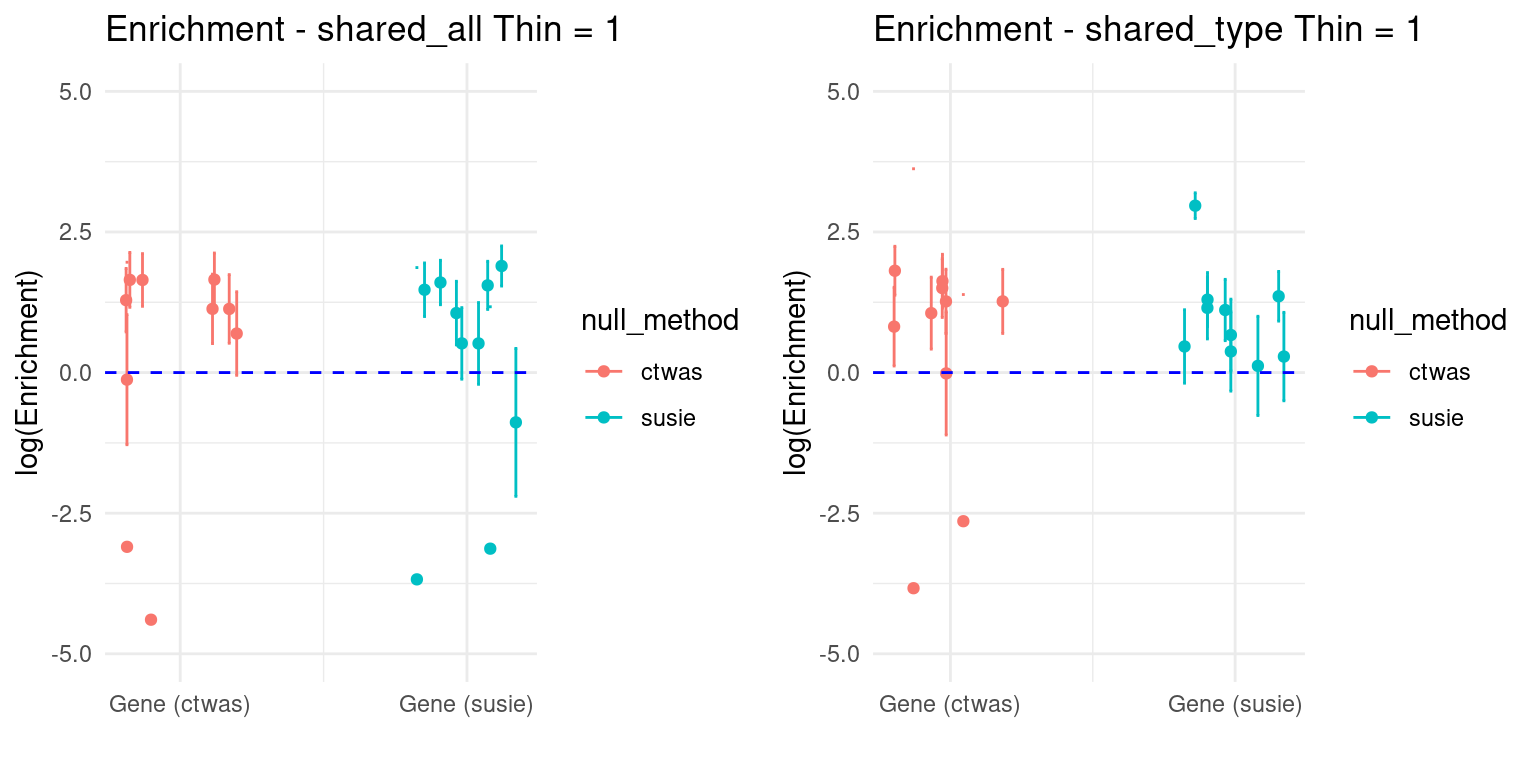 Enrichment - shared_all Thin = 1
log(Enrichment)
5.0
2.5
0.0
-2.5
-5.0
Gene (ctwas)
Gene (susie)
null_method
ctwas
susie
Enrichment - shared_type Thin = 1
log(Enrichment)
5.0
2.5
0.0
-2.5
-5.0
Gene (ctwas)
Gene (susie)
null_method
ctwas
susie